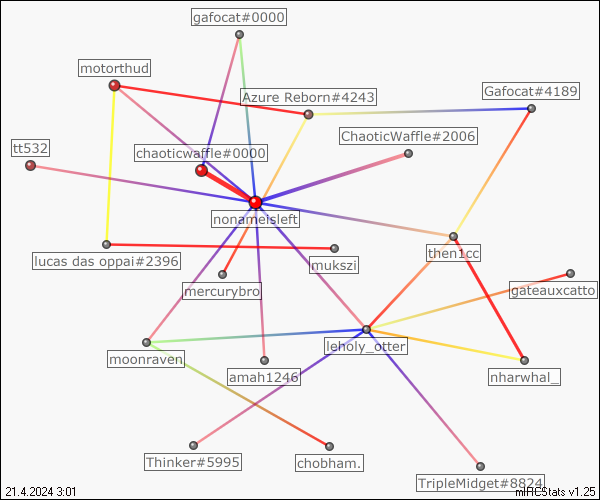 gafocat#0000
motorthud
Azure Reborn#4243
Gafocat#4189
ChaoticWaffle#2006
tt532
chaoticwaffle#0000
nonameisleft
then1cc
lucas das oppai#2396
mukszi
mercurybro
gateauxcatto
leholy_otter
moonraven
amah1246
nharwhal_
Thinker#5995
chobham.
TripleMidget#8824
21.4.2024 3:01
mIRCStats v1.25